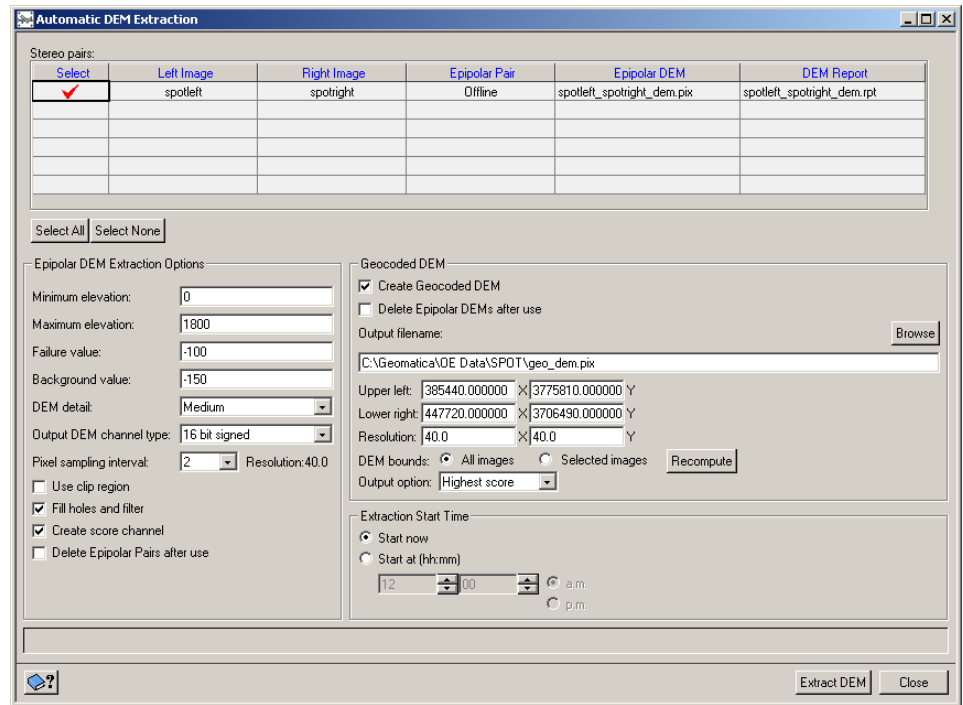 Automatic DEM Extraction
Stereo pairs:
Select Left Image Right Image Epipolar Pair Epipolar DEM DEM Report
spotleft spotright Offline spotleft_spotright_dem.pix spotleft_spotright_dem.rpt
Select All Select None
Epipolar DEM Extraction Options
Minimum elevation: 0
Maximum elevation: 1800
Failure value: -100
Background value: -150
DEM detail: Medium
Output DEM channel type: 16 bit signed
Pixel sampling interval: 2 Resolution:40.0
Use clip region
Fill holes and filter
Create score channel
Delete Epipolar Pairs after use
Geocoded DEM
Create Geocoded DEM
Delete Epipolar DEMs after use
Output filename: Browse
C:\Geomatica\OE Data\SPOT\geo_dem.pix
Upper left: 385440.000000 X 3775810.000000 Y
Lower right: 447720.000000 X 3706490.000000 Y
Resolution: 40.0 X 40.0 Y
DEM bounds: All images Selected images Recompute
Output option: Highest score
Extraction Start Time
Start now
Start at (hh:mm)
12 00 a.m.
p.m.
?
Extract DEM Close